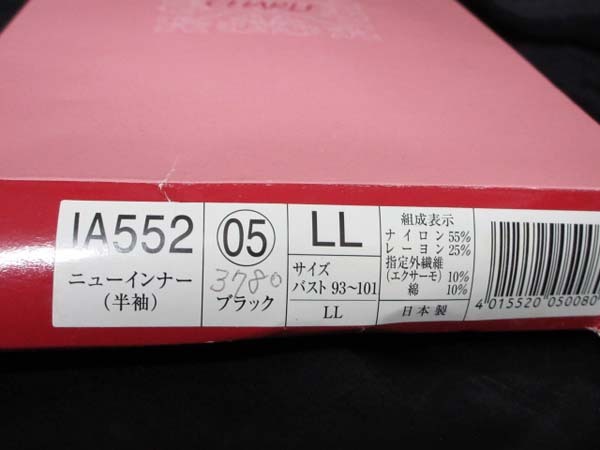 CHARLE
IA552
ニューインナー
(半袖)
05
3780
ブラック
LL
サイズ
バスト 93~101
LL
組成表示
ナイロン 55%
レーヨン 25%
指定外繊維
(エクサーモ) 10%
綿 10%
日本製
4 015520 050080